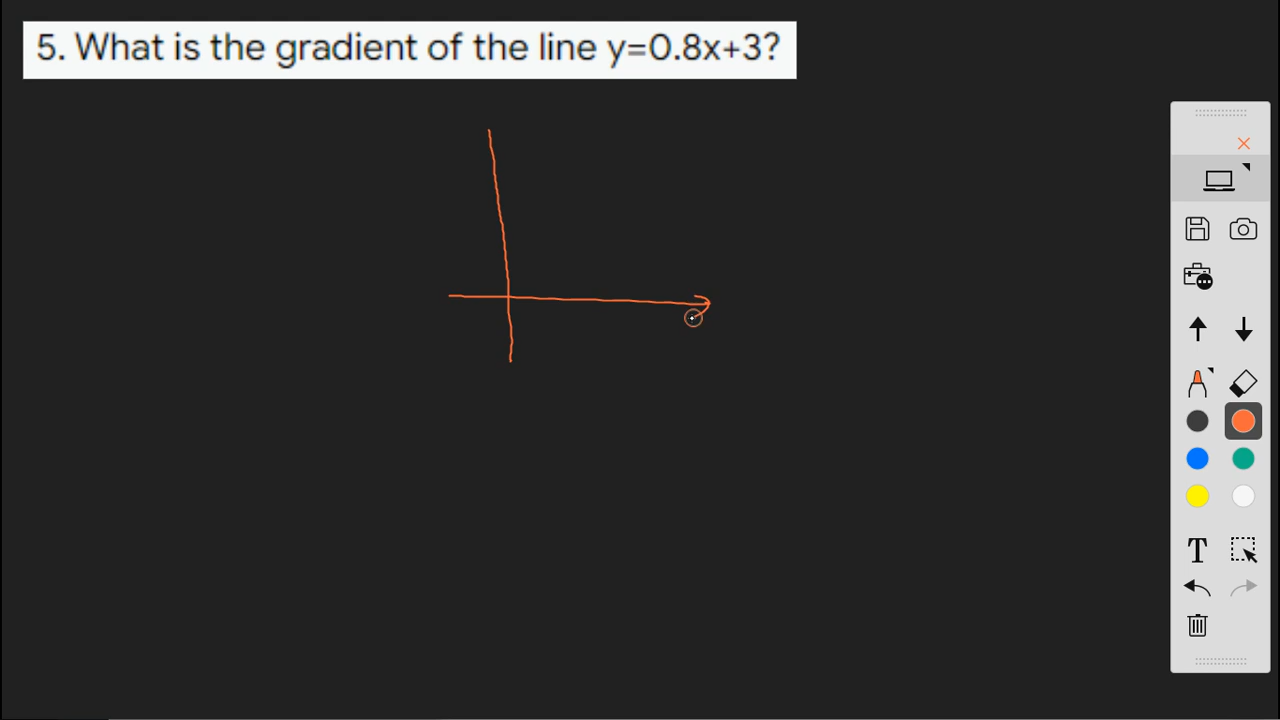 5. What is the gradient of the line y=0.8x+3?
T